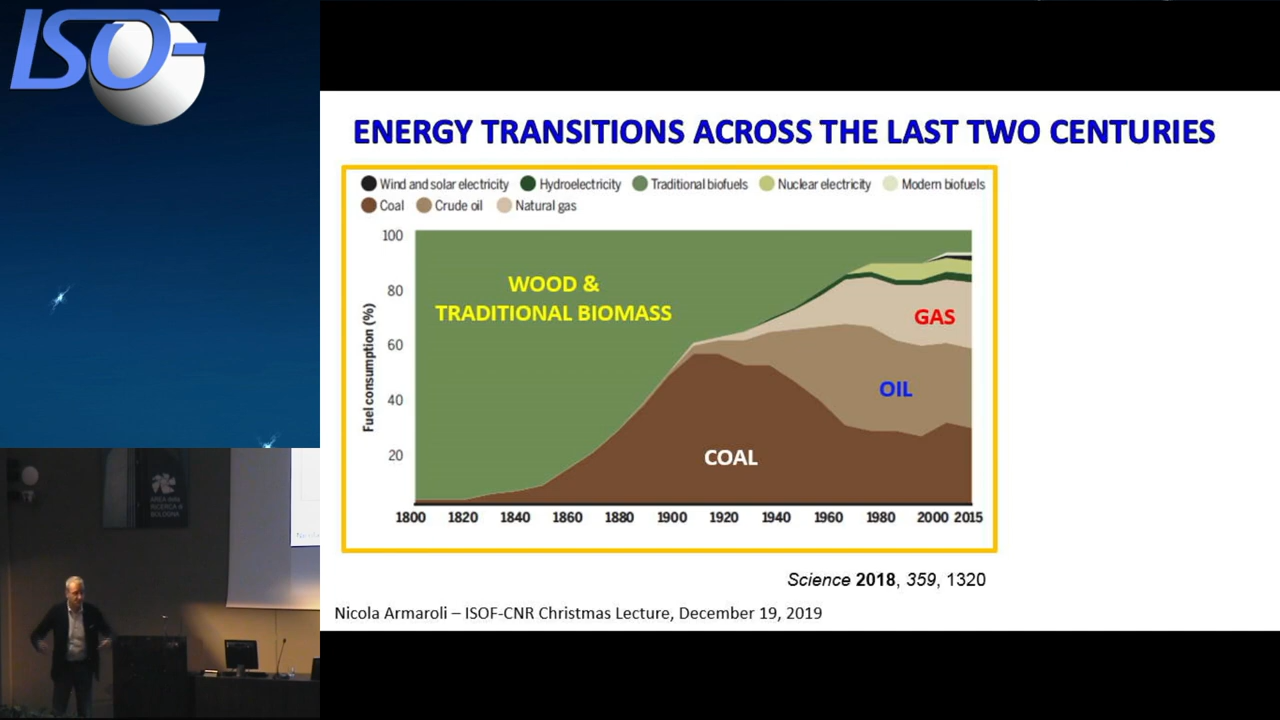 ISOF
ENERGY TRANSITIONS ACROSS THE LAST TWO CENTURIES
Wind and solar electricity Hydroelectricity Traditional biofuels Nuclear electricity Modern biofuels
Coal Crude oil Natural gas
Fuel consumption (%)
100
80
60
40
20
WOOD &
TRADITIONAL BIOMASS
GAS
OIL
COAL
1800 1820 1840 1860 1880 1900 1920 1940 1960 1980 2000 2015
Science 2018, 359, 1320
Nicola Armaroli – ISOF-CNR Christmas Lecture, December 19, 2019
RICERCA
BOLOGNA